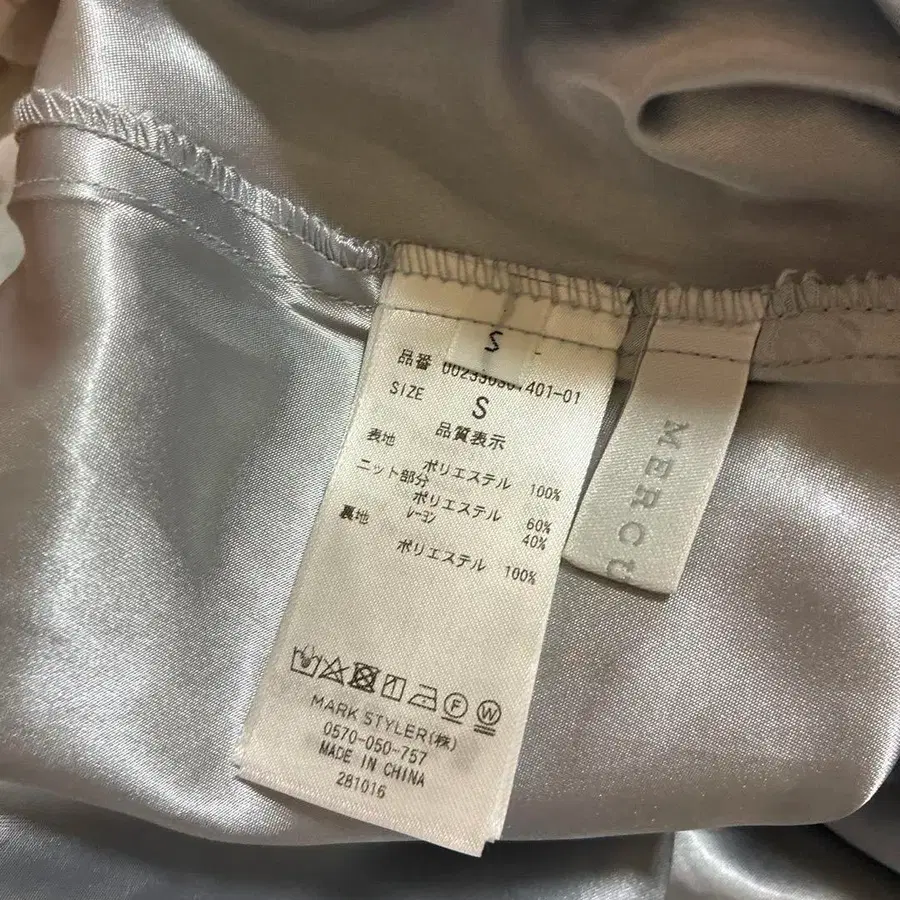 S
品番 00233030140​1-01
SIZE S
品質表示
表地
ポリエステル 100%
ニット部分
ポリエステル 60%
レーヨン 40%
裏地
ポリエステル 100%
F W
MARK STYLER(株)
0570-050-757
MADE IN CHINA
281016
MERCU